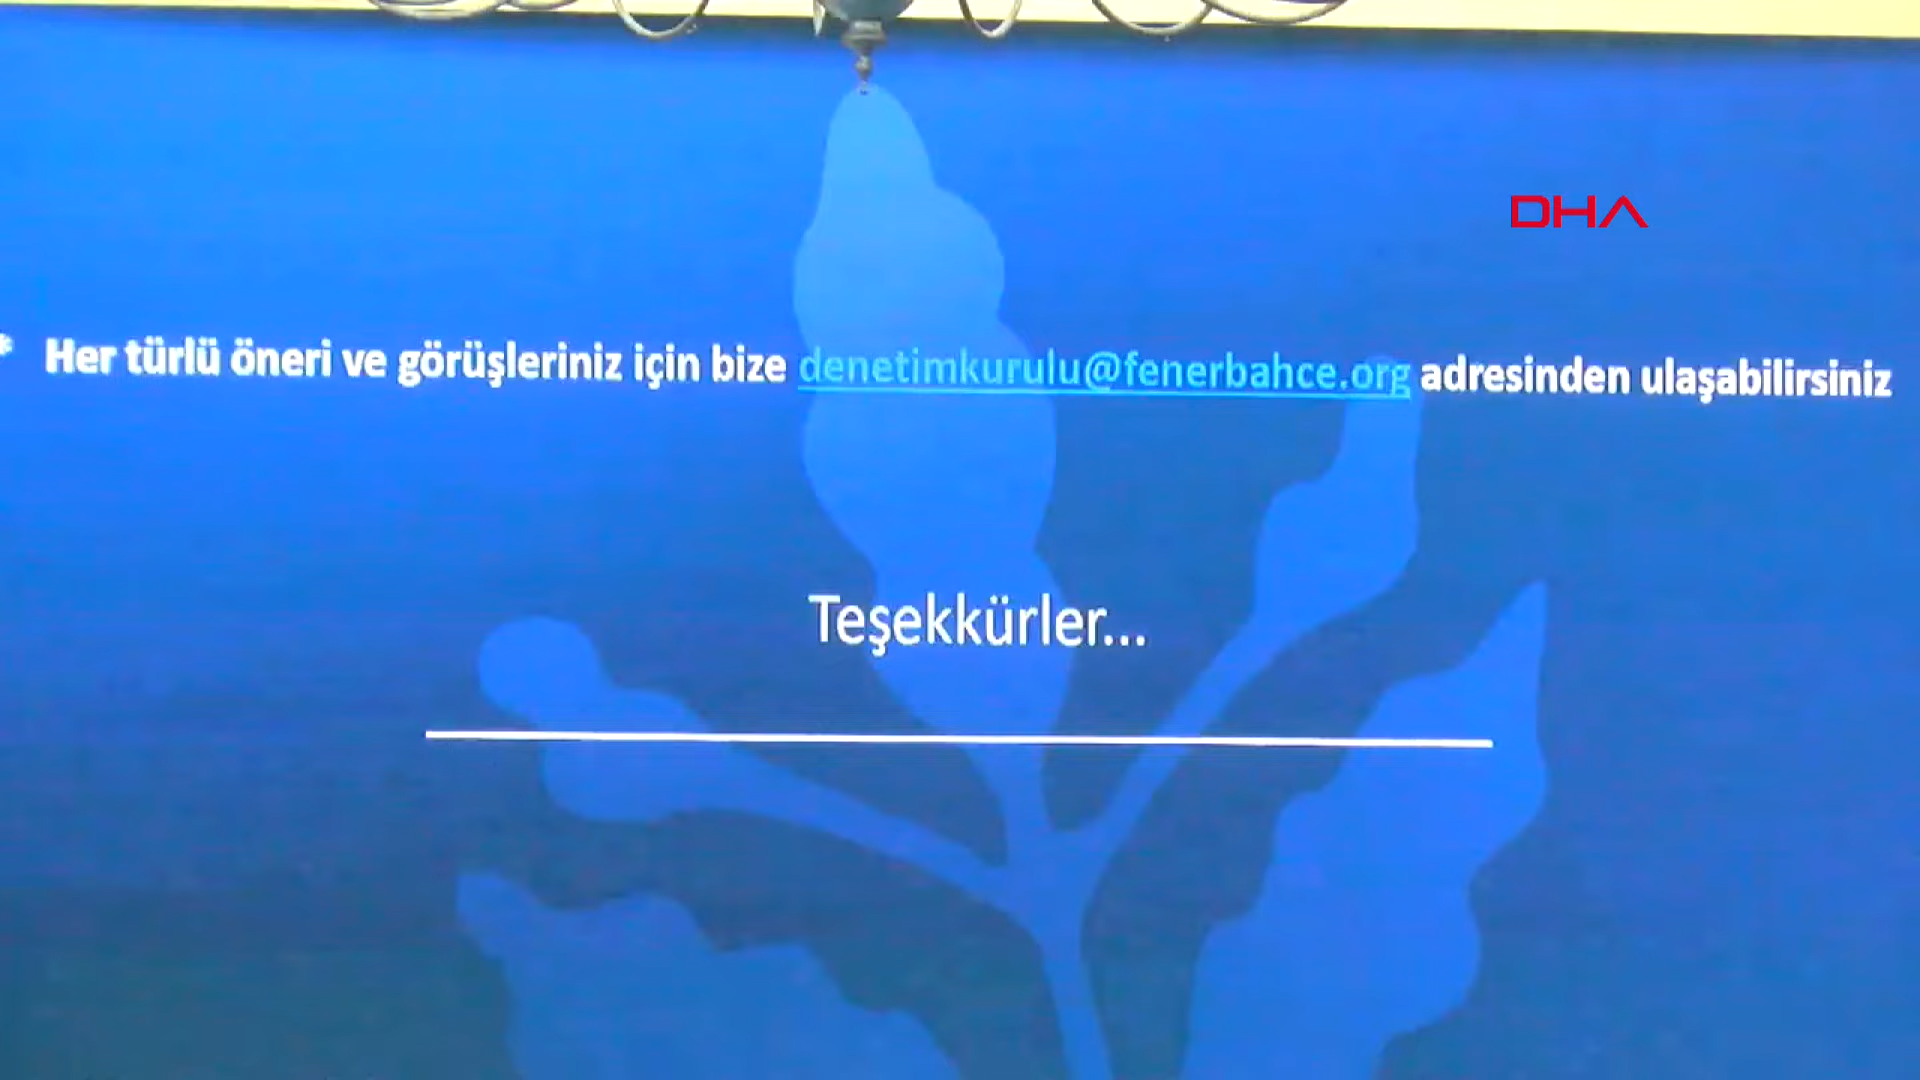 DHA
* Her türlü öneri ve görüşleriniz için bize denetimkurulu@fenerbahce.org adresinden ulaşabilirsiniz
Teşekkürler...